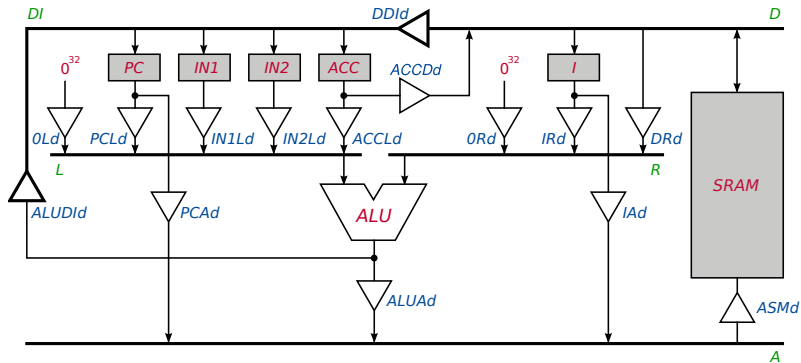 DI DDId D
0³² PC IN1 IN2 ACC ACCDd 0³² I
0Ld PCLd IN1Ld IN2Ld ACCLd 0Rd IRd DRd
L R
SRAM
ALUDId PCAd ALU IAd
ALUAd ASMd
A